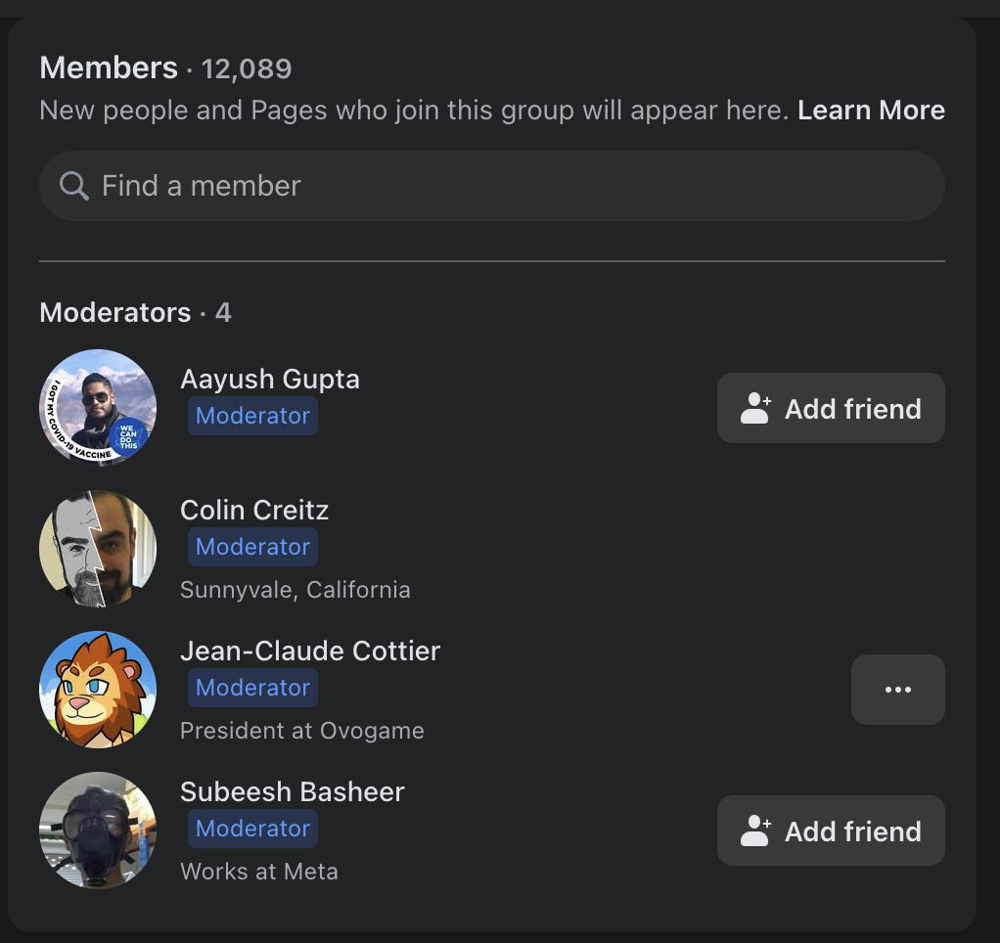 Members · 12,089
New people and Pages who join this group will appear here. Learn More
Find a member
Moderators · 4
Aayush Gupta
Moderator
Add friend
I GOT MY COVID-19 VACCINE
WE
CAN
DO
THIS
Colin Creitz
Moderator
Sunnyvale, California
Jean-Claude Cottier
Moderator
President at Ovogame
Subeesh Basheer
Moderator
Works at Meta
Add friend